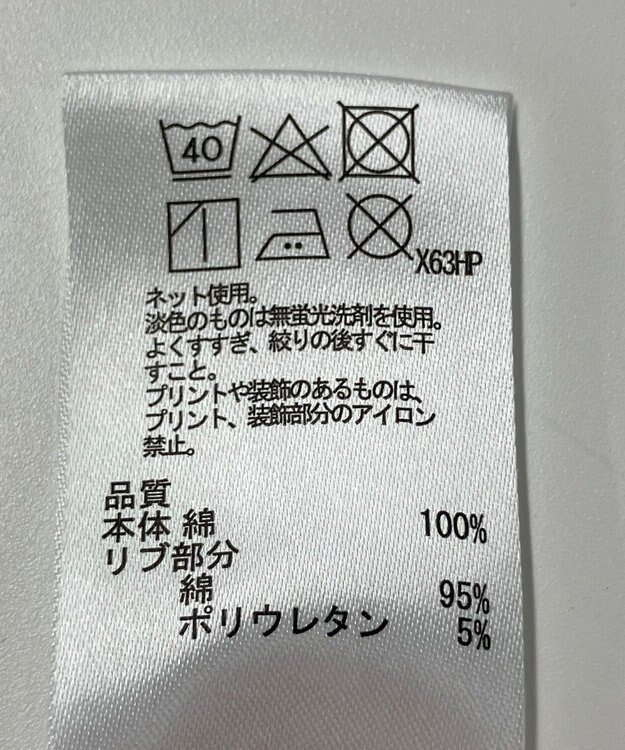 40
X63HP
ネット使用。
淡色のものは無蛍光洗剤を使用。
よくすすぎ、絞りの後すぐに干
すこと。
プリントや装飾のあるものは、
プリント、装飾部分のアイロン
禁止。
品質
本体 綿 100%
リブ部分
綿 95%
ポリウレタン 5%